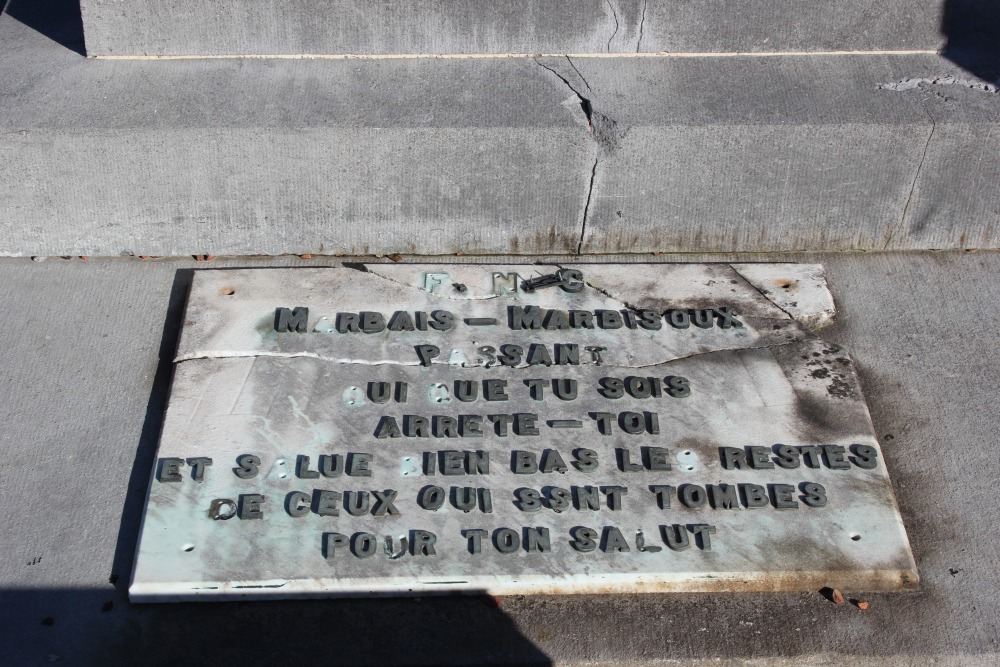 F. N. C
MARBAIS - MARBISOUX
PASSANT
QUI QUE TU SOIS
ARRETE - TOI
ET SALUE BIEN BAS LES RESTES
DE CEUX QUI SSNT TOMBES
POUR TON SALUT